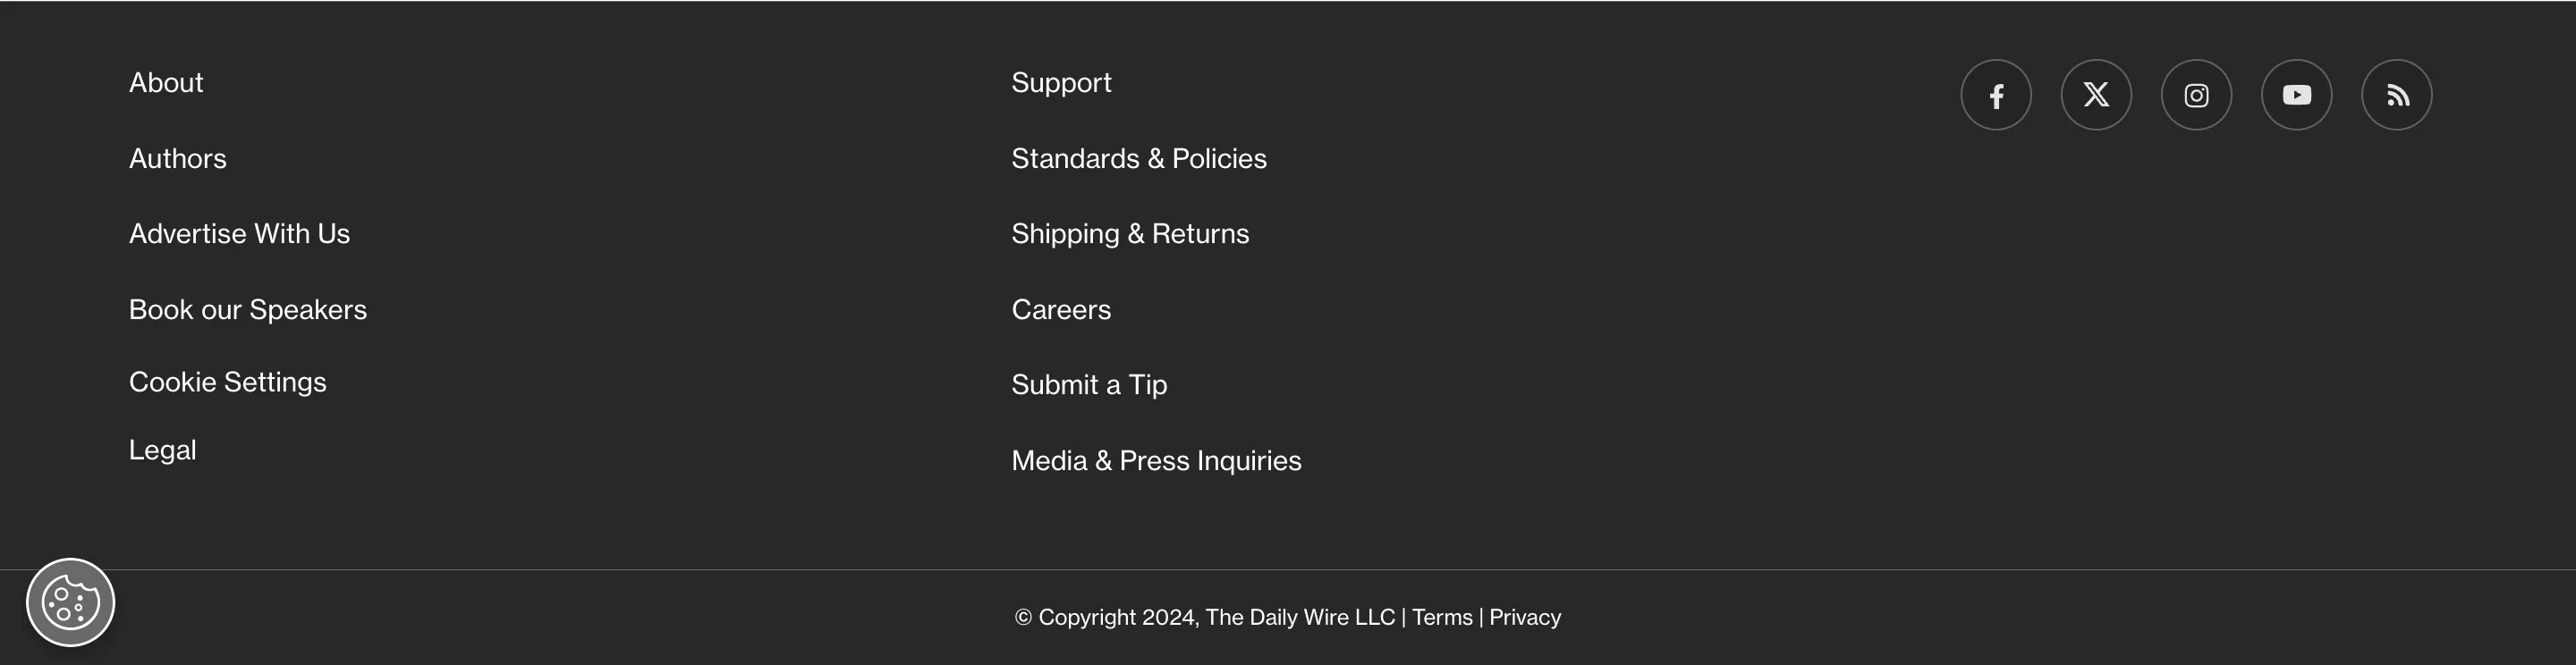 About
Authors
Advertise With Us
Book our Speakers
Cookie Settings
Legal
Support
Standards & Policies
Shipping & Returns
Careers
Submit a Tip
Media & Press Inquiries
© Copyright 2024, The Daily Wire LLC | Terms | Privacy